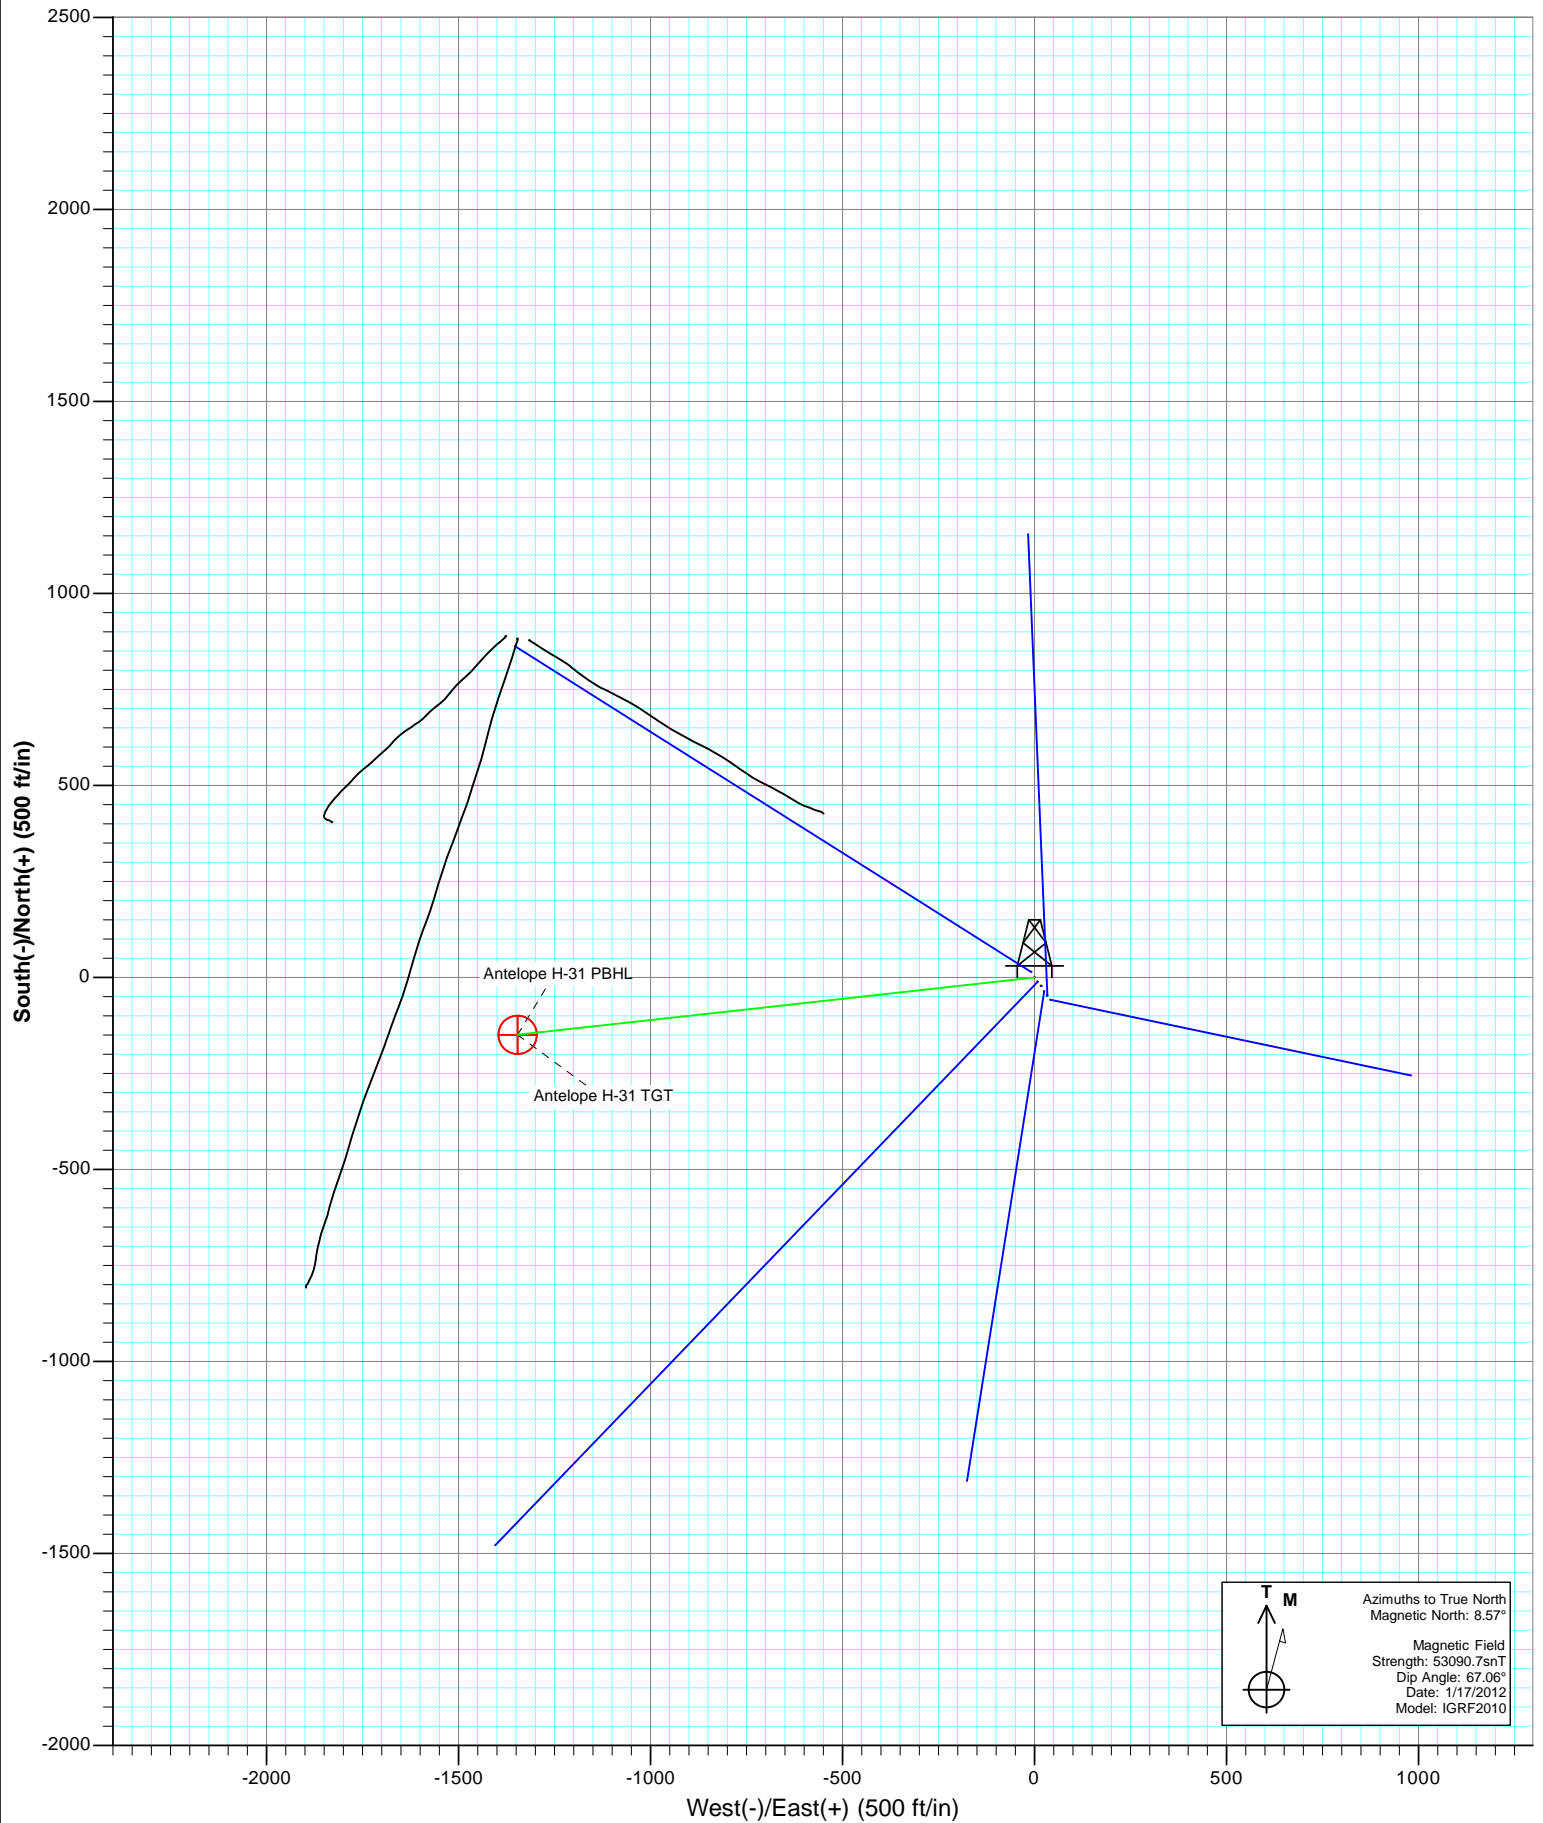 2500
2000
1500
1000
500
0
-500
-1000
-1500
-2000
South(-)/North(+) (500 ft/in)
Antelope H-31 PBHL
Antelope H-31 TGT
T M
Azimuths to True North
Magnetic North: 8.57°
Magnetic Field
Strength: 53090.7snT
Dip Angle: 67.06°
Date: 1/17/2012
Model: IGRF2010
-2000 -1500 -1000 -500 0 500 1000
West(-)/East(+) (500 ft/in)